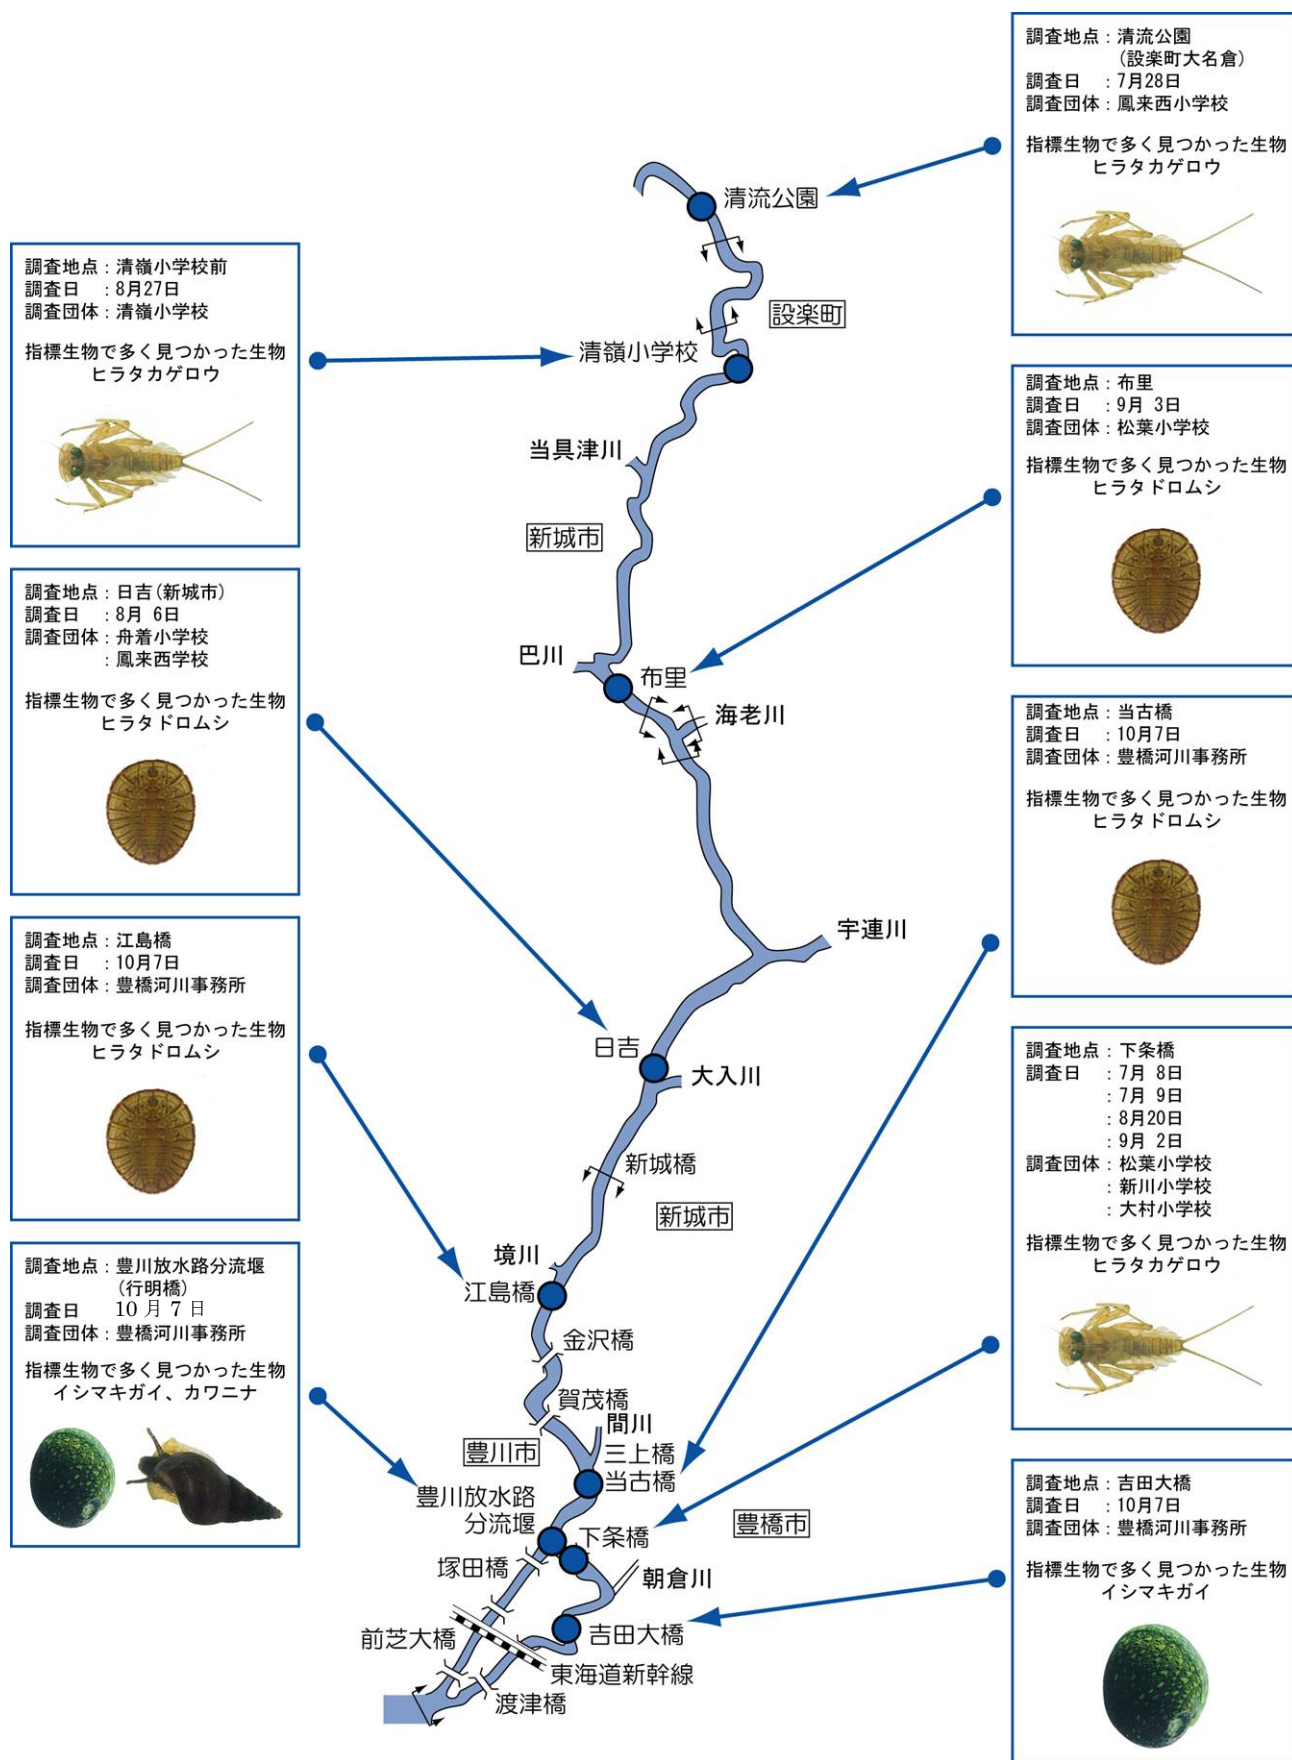 調査地点：清流公園
(設楽町大名倉)
調査日　：7月28日
調査団体：鳳来西小学校
指標生物で多く見つかった生物
ヒラタカゲロウ
調査地点：清嶺小学校前
調査日　：8月27日
調査団体：清嶺小学校
指標生物で多く見つかった生物
ヒラタカゲロウ
調査地点：布里
調査日　：9月 3日
調査団体：松葉小学校
指標生物で多く見つかった生物
ヒラタドロムシ
調査地点：日吉(新城市)
調査日　：8月 6日
調査団体：舟着小学校
：鳳来西学校
指標生物で多く見つかった生物
ヒラタドロムシ
調査地点：当古橋
調査日　：10月7日
調査団体：豊橋河川事務所
指標生物で多く見つかった生物
ヒラタドロムシ
調査地点：江島橋
調査日　：10月7日
調査団体：豊橋河川事務所
指標生物で多く見つかった生物
ヒラタドロムシ
調査地点：下条橋
調査日　：7月 8日
：7月 9日
：8月20日
：9月 2日
調査団体：松葉小学校
：新川小学校
：大村小学校
指標生物で多く見つかった生物
ヒラタカゲロウ
調査地点：豊川放水路分流堰
(行明橋)
調査日　10月7日
調査団体：豊橋河川事務所
指標生物で多く見つかった生物
イシマキガイ、カワニナ
調査地点：吉田大橋
調査日　：10月7日
調査団体：豊橋河川事務所
指標生物で多く見つかった生物
イシマキガイ
清流公園
設楽町
清嶺小学校
当具津川
新城市
巴川
布里
海老川
宇連川
日吉
大入川
新城橋
新城市
境川
江島橋
金沢橋
賀茂橋
間川
豊川市
三上橋
当古橋
豊川放水路
分流堰
下条橋
豊橋市
塚田橋
朝倉川
前芝大橋
吉田大橋
東海道新幹線
渡津橋